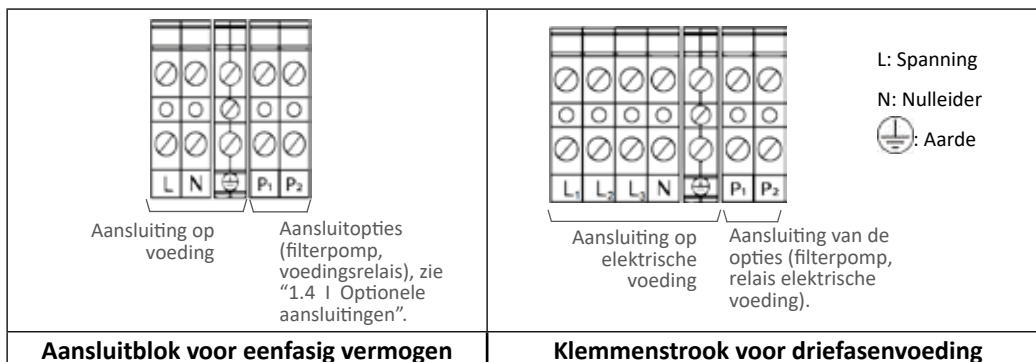 L N P₁ P₂
Aansluiting op
voeding
Aansluitopties
(filterpomp,
voedingsrelais), zie
“1.4 I Optionele
aansluitingen”.
Aansluitblok voor eenfasig vermogen
L₁ L₂ L₃ N P₁ P₂
Aansluiting op
elektrische
voeding
Aansluiting van de
opties (filterpomp,
relais elektrische
voeding).
L: Spanning
N: Nulleider
: Aarde
Klemmenstrook voor driefasenvoeding